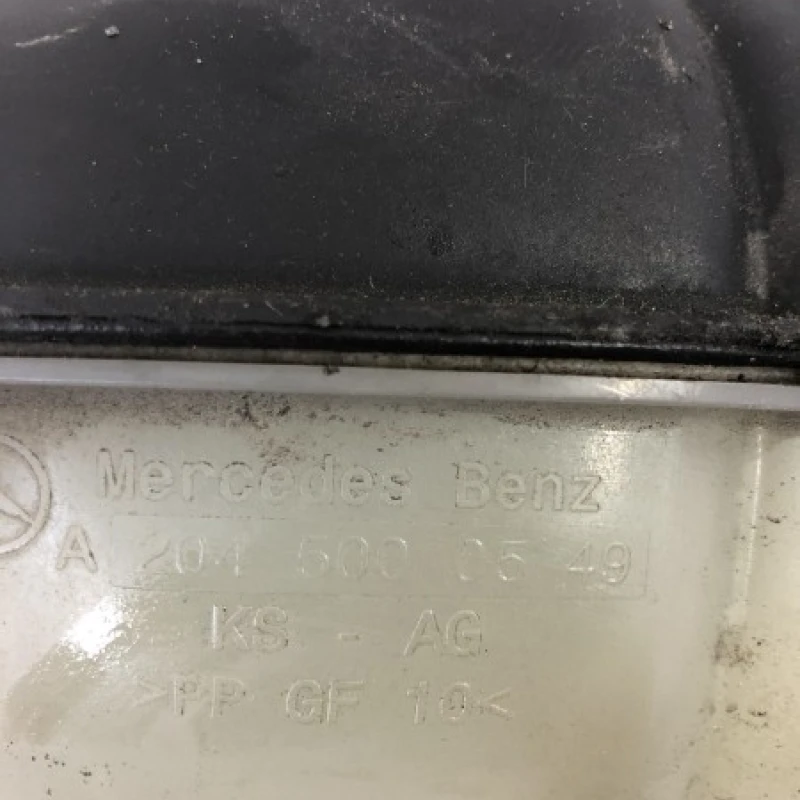 Mercedes Benz
A 204 500 05 49
KS - AG
>PP GF 10<